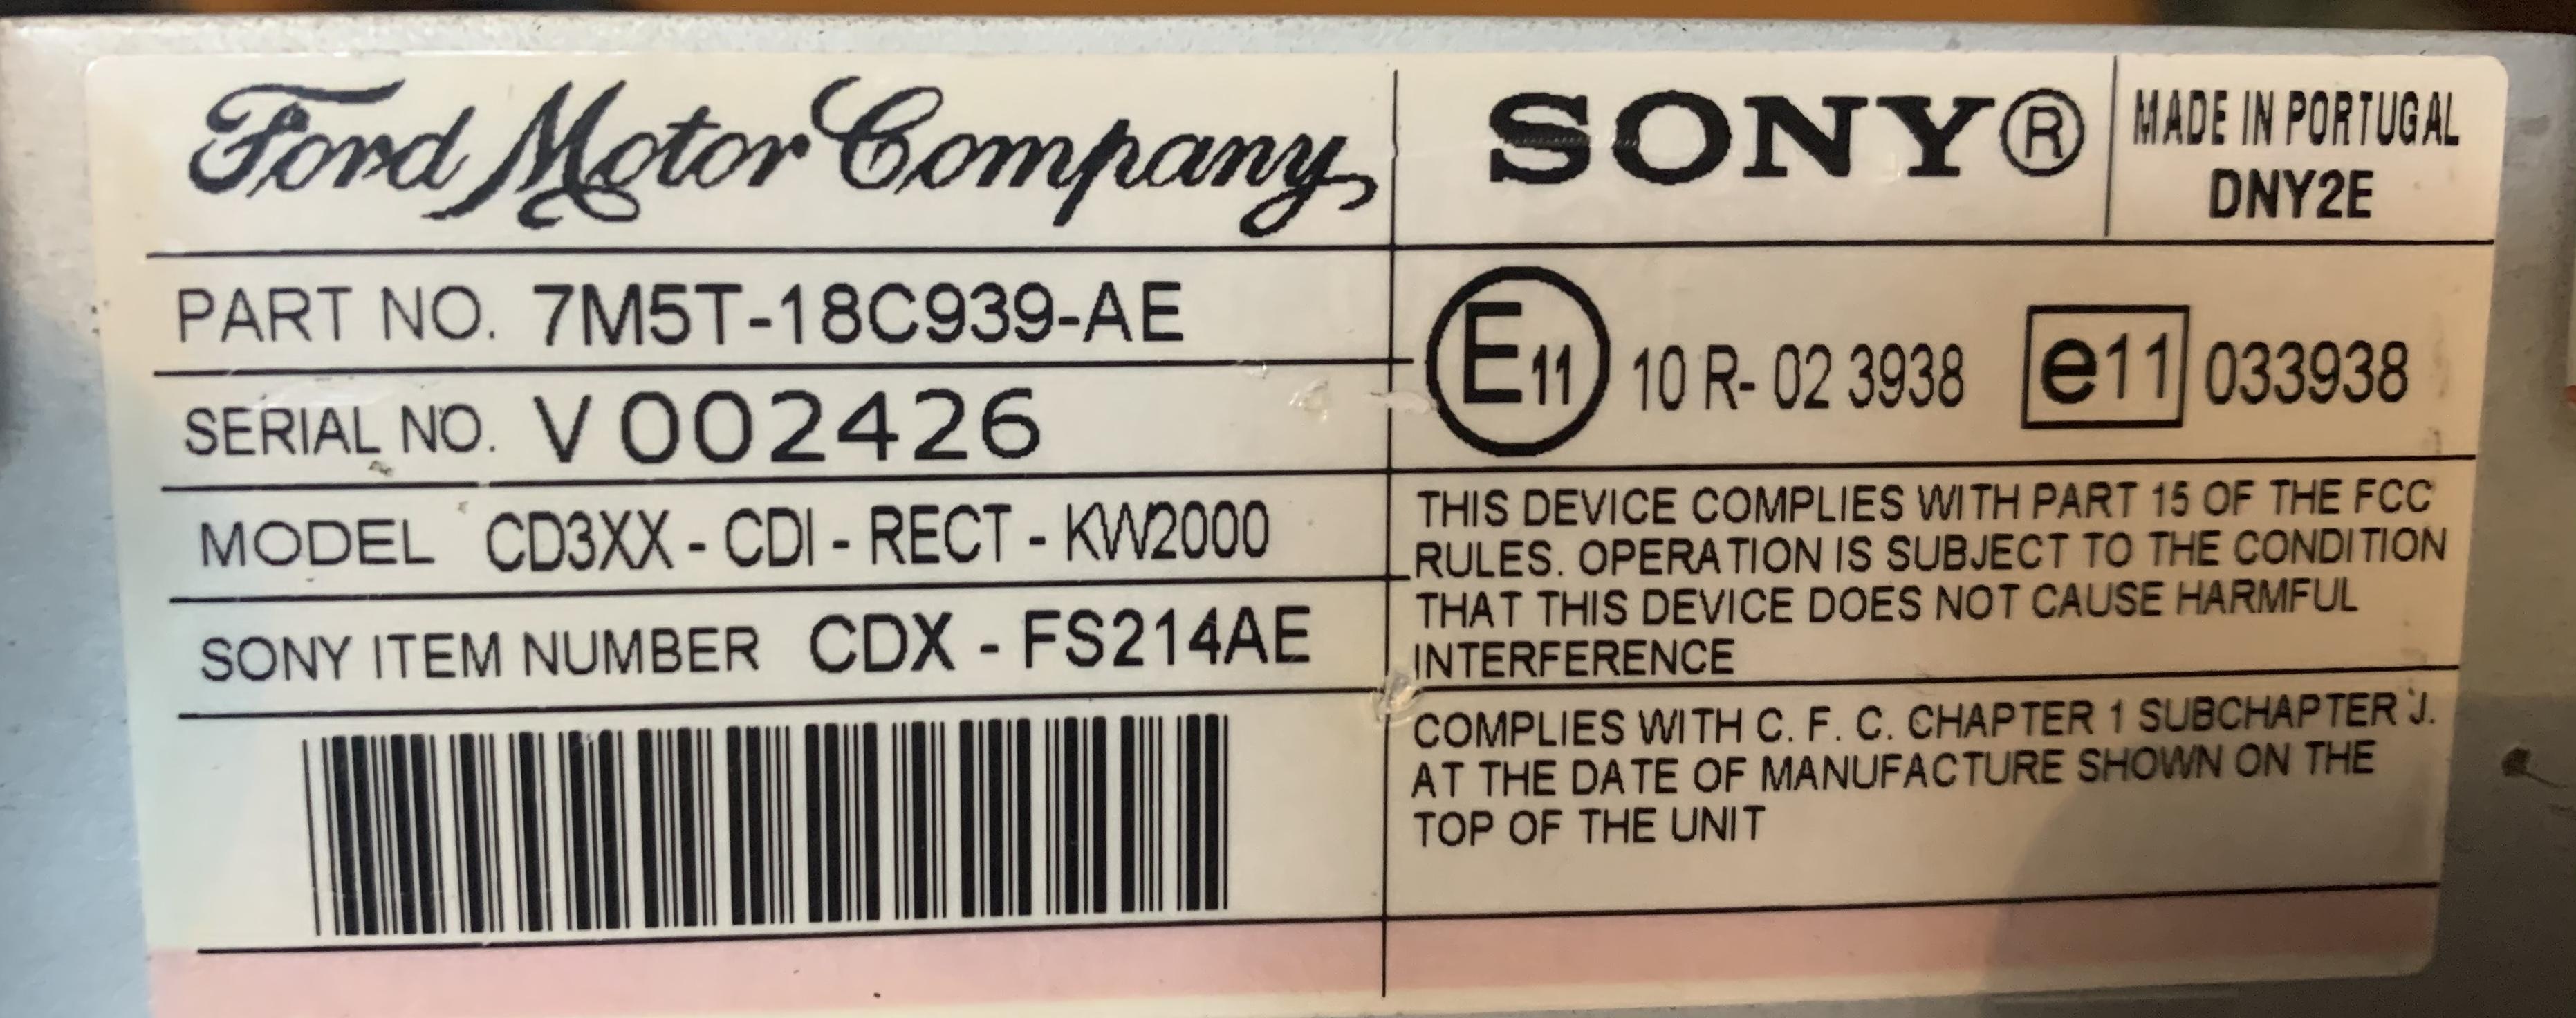 Ford Motor Company
SONY®
MADE IN PORTUGAL
DNY2E
PART NO. 7M5T-18C939-AE
SERIAL NO. V002426
MODEL CD3XX - CDI - RECT - KW2000
SONY ITEM NUMBER CDX - FS214AE
E11 10 R- 02 3938 e11 033938
THIS DEVICE COMPLIES WITH PART 15 OF THE FCC
RULES. OPERATION IS SUBJECT TO THE CONDITION
THAT THIS DEVICE DOES NOT CAUSE HARMFUL
INTERFERENCE
COMPLIES WITH C. F. C. CHAPTER 1 SUBCHAPTER J.
AT THE DATE OF MANUFACTURE SHOWN ON THE
TOP OF THE UNIT